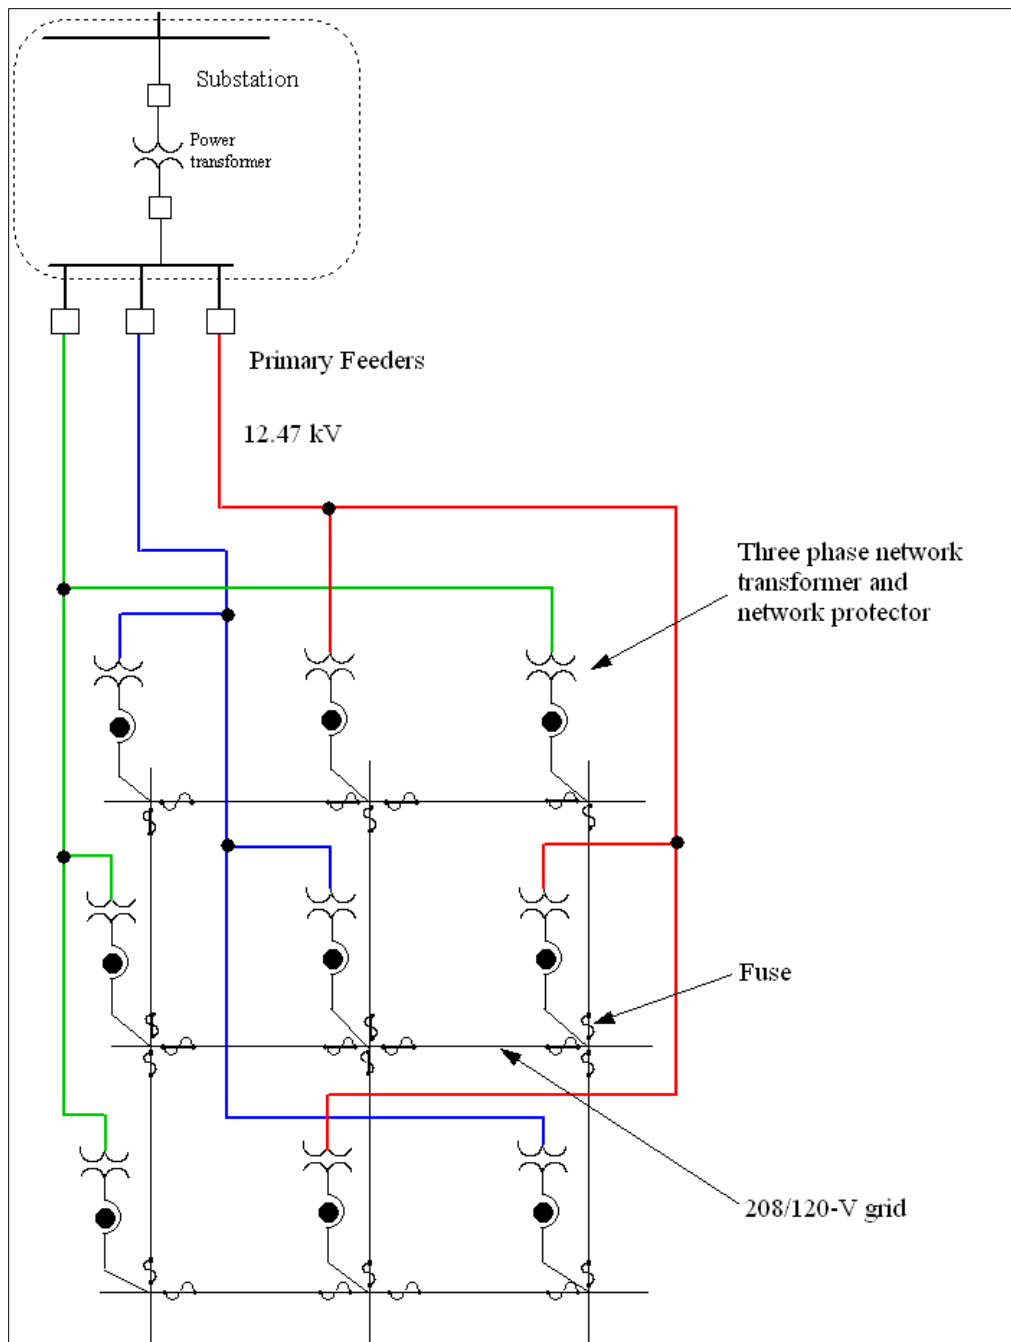 Substation
Power
transformer
Primary Feeders
12.47 kV
Three phase network
transformer and
network protector
Fuse
208/120-V grid